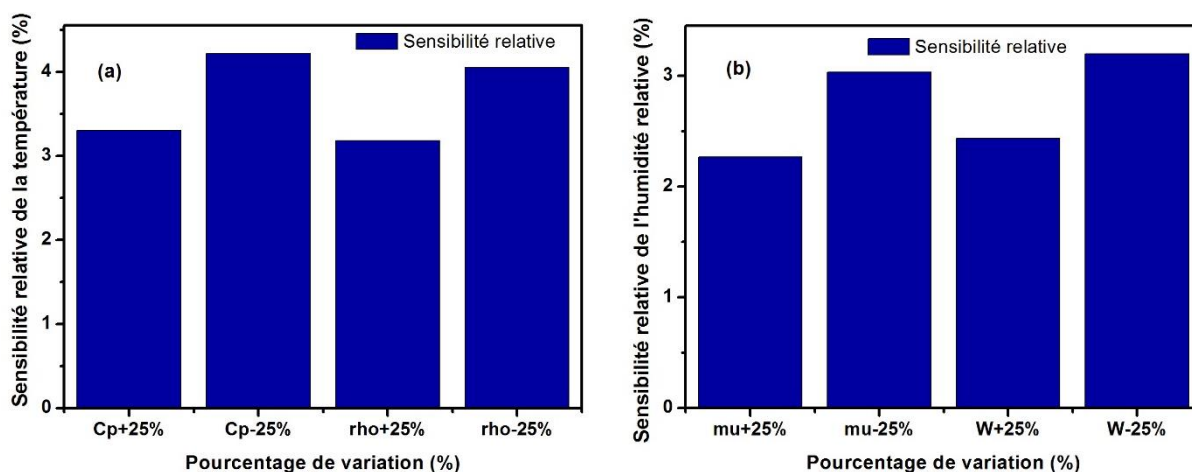 Sensibilité relative de la température (%)
(a)
Sensibilité relative
4
3
2
1
0
Cp+25% Cp-25% rho+25% rho-25%
Pourcentage de variation (%)
Sensibilité relative de l'humidité relative (%)
(b)
Sensibilité relative
3
2
1
0
mu+25% mu-25% W+25% W-25%
Pourcentage de variation (%)